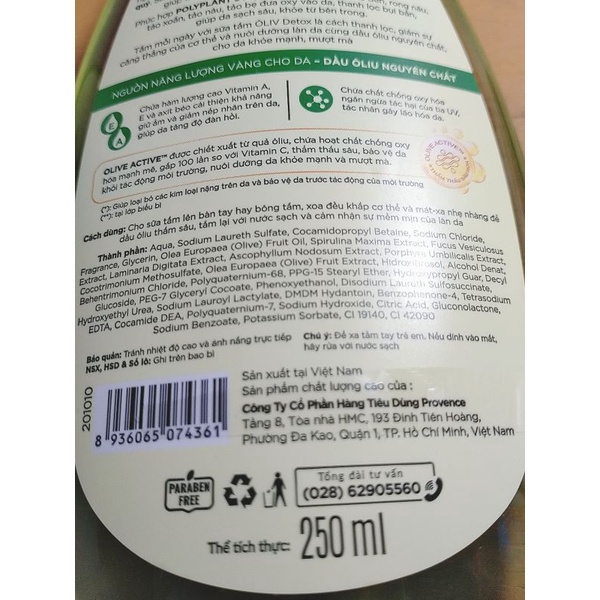 Phức hợp POLYPLANT
táo xoắn, táo nâu, táo bẹ đưa oxy vào da, thanh lọc bụi bẩn,
giúp da sạch sâu, khỏe từ bên trong.
Tắm mỗi ngày với sữa tắm ÔLIV Detox là cách thanh lọc, giảm sự
căng thẳng của cơ thể và nuôi dưỡng làn da cùng dầu ôliu nguyên chất,
cho da khỏe mạnh, mượt mà
NGUỒN NĂNG LƯỢNG VÀNG CHO DA – DẦU ÔLIU NGUYÊN CHẤT
E
A
Chứa hàm lượng cao Vitamin A,
E và axit béo cải thiện khả năng
giữ ẩm và giảm nếp nhăn trên da,
giúp da tăng độ đàn hồi.
Chứa chất chống oxy hóa
ngăn ngừa tác hại của tia UV,
tác nhân gây lão hóa da.
OLIVE ACTIVE™ được chiết xuất từ quả ôliu, chứa hoạt chất chống oxy
hóa mạnh mẽ, gấp 100 lần so với Vitamin C, thẩm thấu sâu, bảo vệ da
khỏi tác động môi trường, nuôi dưỡng da khỏe mạnh và mượt mà.
OLIVE ACTIVE
(*): Giúp loại bỏ các kim loại nặng trên da và bảo vệ da trước tác động của môi trường
(**): tại lớp biểu bì
Cách dùng: Cho sữa tắm lên bàn tay hay bông tắm, xoa đều khắp cơ thể và mát-xa nhẹ nhàng để
dầu ôliu thấm sâu, tắm lại với nước sạch và cảm nhận sự mềm mịn của làn da
Thành phần: Aqua, Sodium Laureth Sulfate, Cocamidopropyl Betaine, Sodium Chloride,
Fragrance, Glycerin, Olea Europaea (Olive) Fruit Oil, Spirulina Maxima Extract, Fucus Vesiculosus
Extract, Laminaria Digitata Extract, Ascophyllum Nodosum Extract, Porphyra Umbilicalis Extract,
Cocotrimonium Methosulfate, Olea Europaea (Olive) Fruit Extract, Hidroxytyrosol, Alcohol Denat,
Behentrimonium Chloride, Polyquaternium-68, PPG-15 Stearyl Ether, Hydroxypropyl Guar, Decyl
Glucoside, PEG-7 Glyceryl Cocoate, Phenoxyethanol, Disodium Laureth Sulfosuccinate,
Hydroxyethyl Urea, Sodium Lauroyl Lactylate, DMDM Hydantoin, Benzophenone-4, Tetrasodium
EDTA, Cocamide DEA, Polyquaternium-7, Sodium Hydroxide, Citric Acid, Gluconolactone,
Sodium Benzoate, Potassium Sorbate, CI 19140, CI 42090
Bảo quản: Tránh nhiệt độ cao và ánh nắng trực tiếp
NSX, HSD & Số lô: Ghi trên bao bì
Chú ý: Để xa tầm tay trẻ em. Nếu dính vào mắt,
hãy rửa với nước sạch
201010
8 936065 074361
Sản xuất tại Việt Nam
Sản phẩm chất lượng cao của :
Công Ty Cổ Phần Hàng Tiêu Dùng Provence
Tầng 8, Tòa nhà HMC, 193 Đinh Tiên Hoàng,
Phường Đa Kao, Quận 1, TP. Hồ Chí Minh, Việt Nam
PARABEN
FREE
Tổng đài tư vấn
(028) 62905560
Thể tích thực: 250 ml